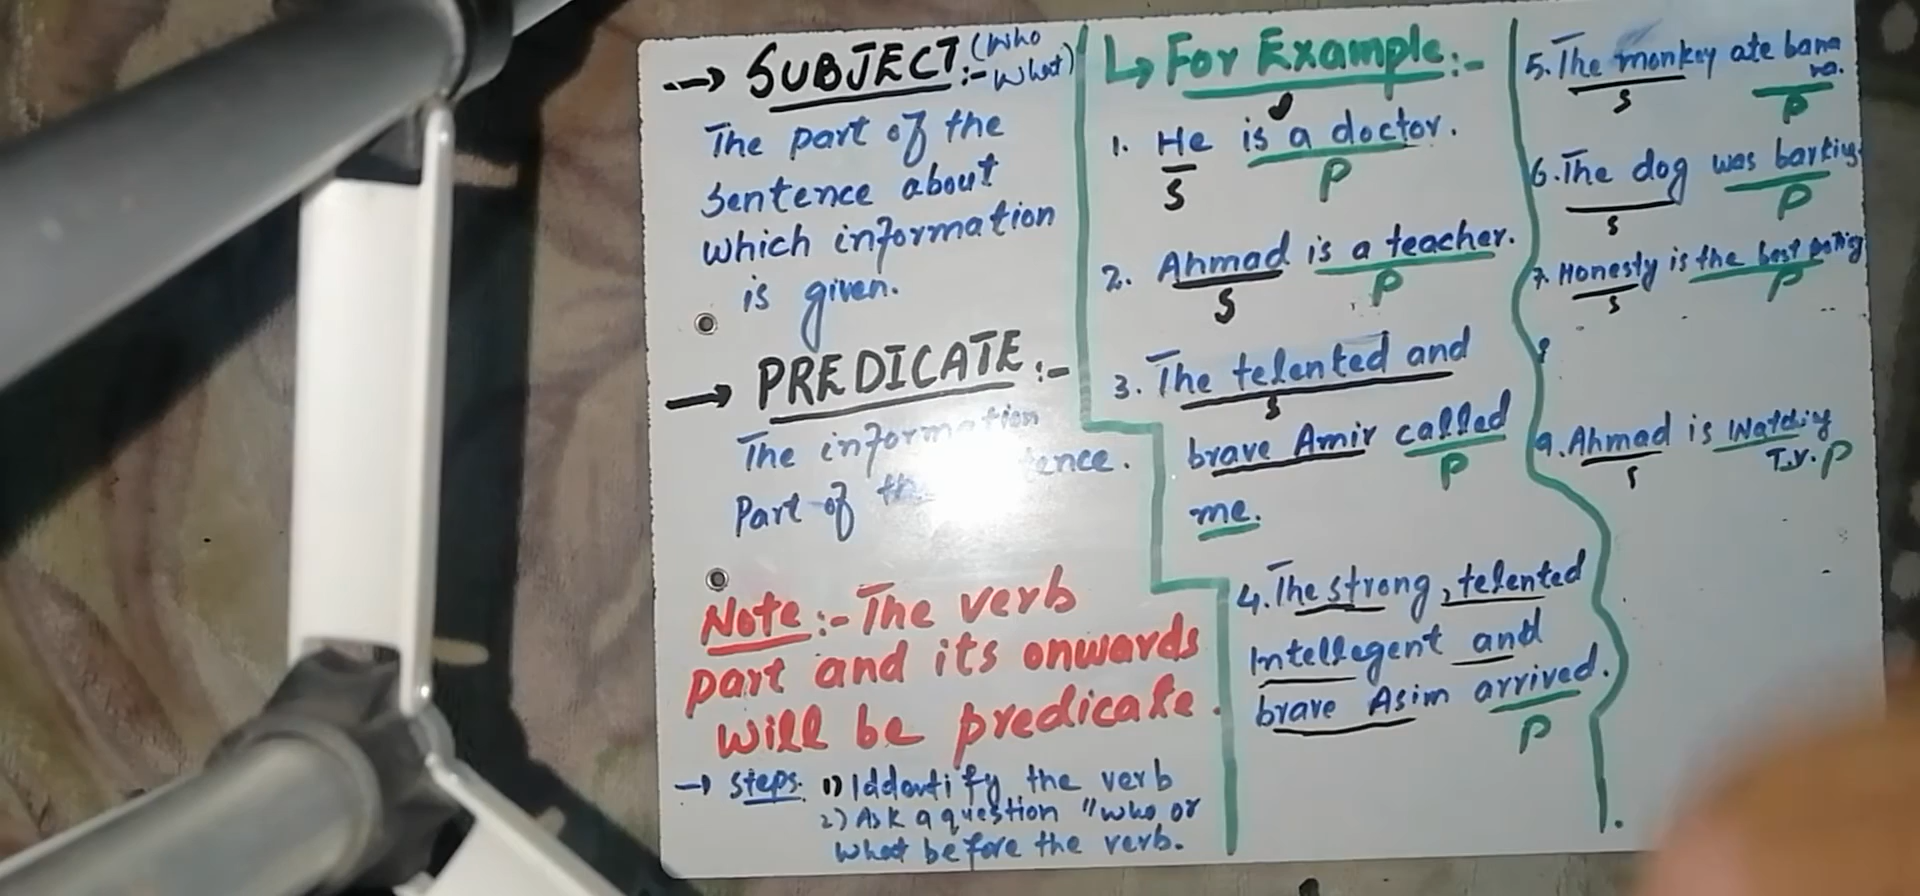 SUBJECT:- (Who
What)
The part of the
sentence about
which information
is given.
PREDICATE:-
The information
Part of the
Note:- The verb
part and its onwards
will be predicate.
→ Steps. 1) Iddentify the verb
2) Ask a question "who or
what before the verb.
↳ For Example:-
1. He is a doctor.
S P
2. Ahmad is a teacher.
S P
3. The telented and
S
brave Amir called
P
me.
4. The strong, telented
Intellegent and
brave Asim arrived.
P
5. The monkey ate bana
na.
S P
6. The dog was barking
S P
7. Honesty is the best
S P
9. Ahmad is Watching
S T.V. P